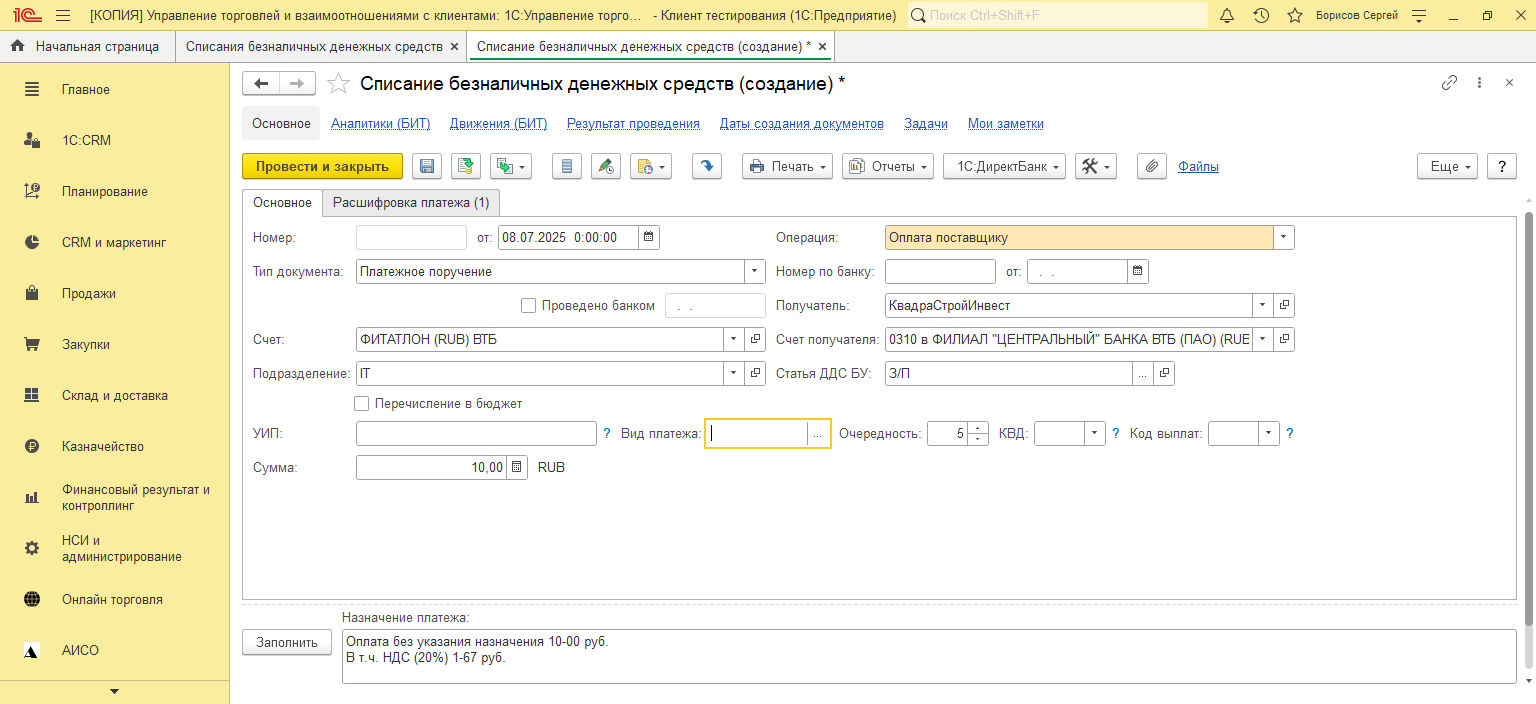 [КОПИЯ] Управление торговлей и взаимоотношениями с клиентами: 1С:Управление торго... - Клиент тестирования (1С:Предприятие)
Поиск Ctrl+Shift+F
Борисов Сергей
Начальная страница
Списания безналичных денежных средств ×
Списание безналичных денежных средств (создание) * ×
Главное
1С:CRM
Планирование
CRM и маркетинг
Продажи
Закупки
Склад и доставка
Казначейство
Финансовый результат и
контроллинг
НСИ и
администрирование
Онлайн торговля
АИСО
Списание безналичных денежных средств (создание) *
Основное Аналитики (БИТ) Движения (БИТ) Результат проведения Даты создания документов Задачи Мои заметки
Провести и закрыть Печать Отчеты 1С:ДиректБанк Файлы Еще ?
Основное Расшифровка платежа (1)
Номер: от: 08.07.2025 0:00:00 Операция: Оплата поставщику
Тип документа: Платежное поручение Номер по банку: от: . .
Проведено банком . . Получатель: КвадраСтройИнвест
Счет: ФИТАТЛОН (RUB) ВТБ Счет получателя: 0310 в ФИЛИАЛ "ЦЕНТРАЛЬНЫЙ" БАНКА ВТБ (ПАО) (RUE
Подразделение: IT Статья ДДС БУ: З/П ...
Перечисление в бюджет
УИП: ? Вид платежа: ... Очередность: 5 КВД: ? Код выплат: ?
Сумма: 10,00 RUB
Назначение платежа:
Заполнить
Оплата без указания назначения 10-00 руб.
В т.ч. НДС (20%) 1-67 руб.